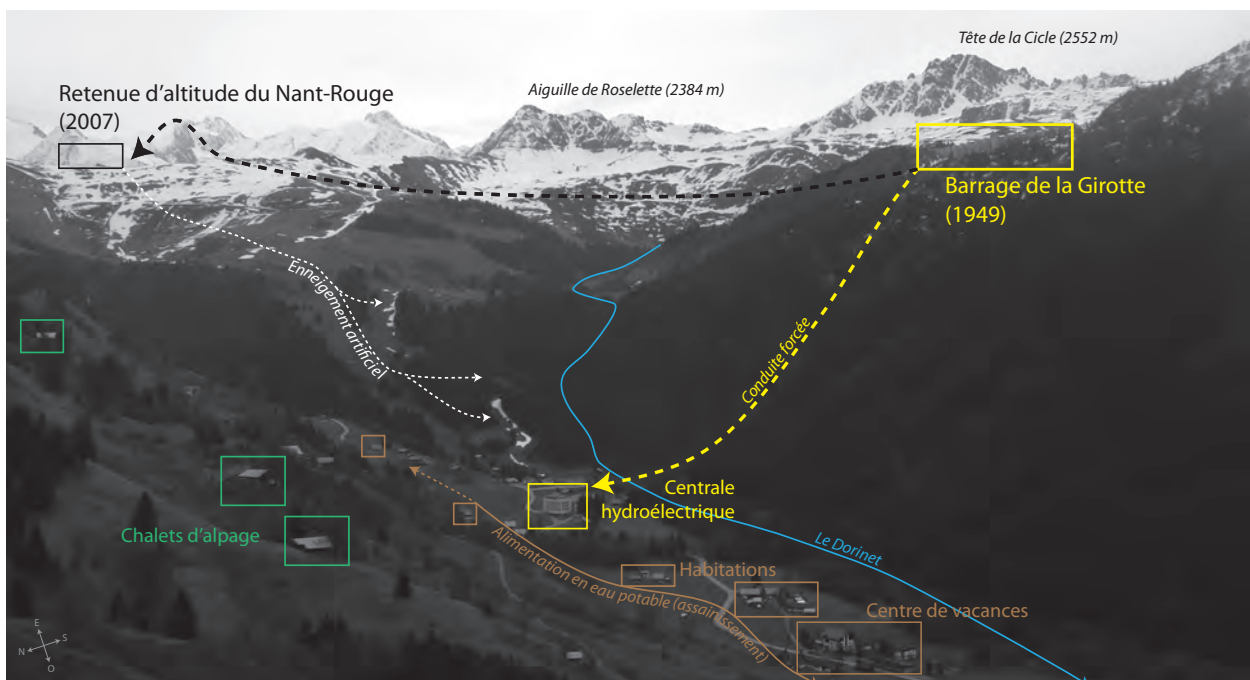 Tête de la Cicle (2552 m)
Aiguille de Roselette (2384 m)
Retenue d'altitude du Nant-Rouge
(2007)
Barrage de la Girotte
(1949)
Enneigement artificiel
Conduite forcée
Centrale
hydroélectrique
Chalets d'alpage
Alimentation en eau potable (assainissement)
Le Dorinet
Habitations
Centre de vacances
E
S
N
O